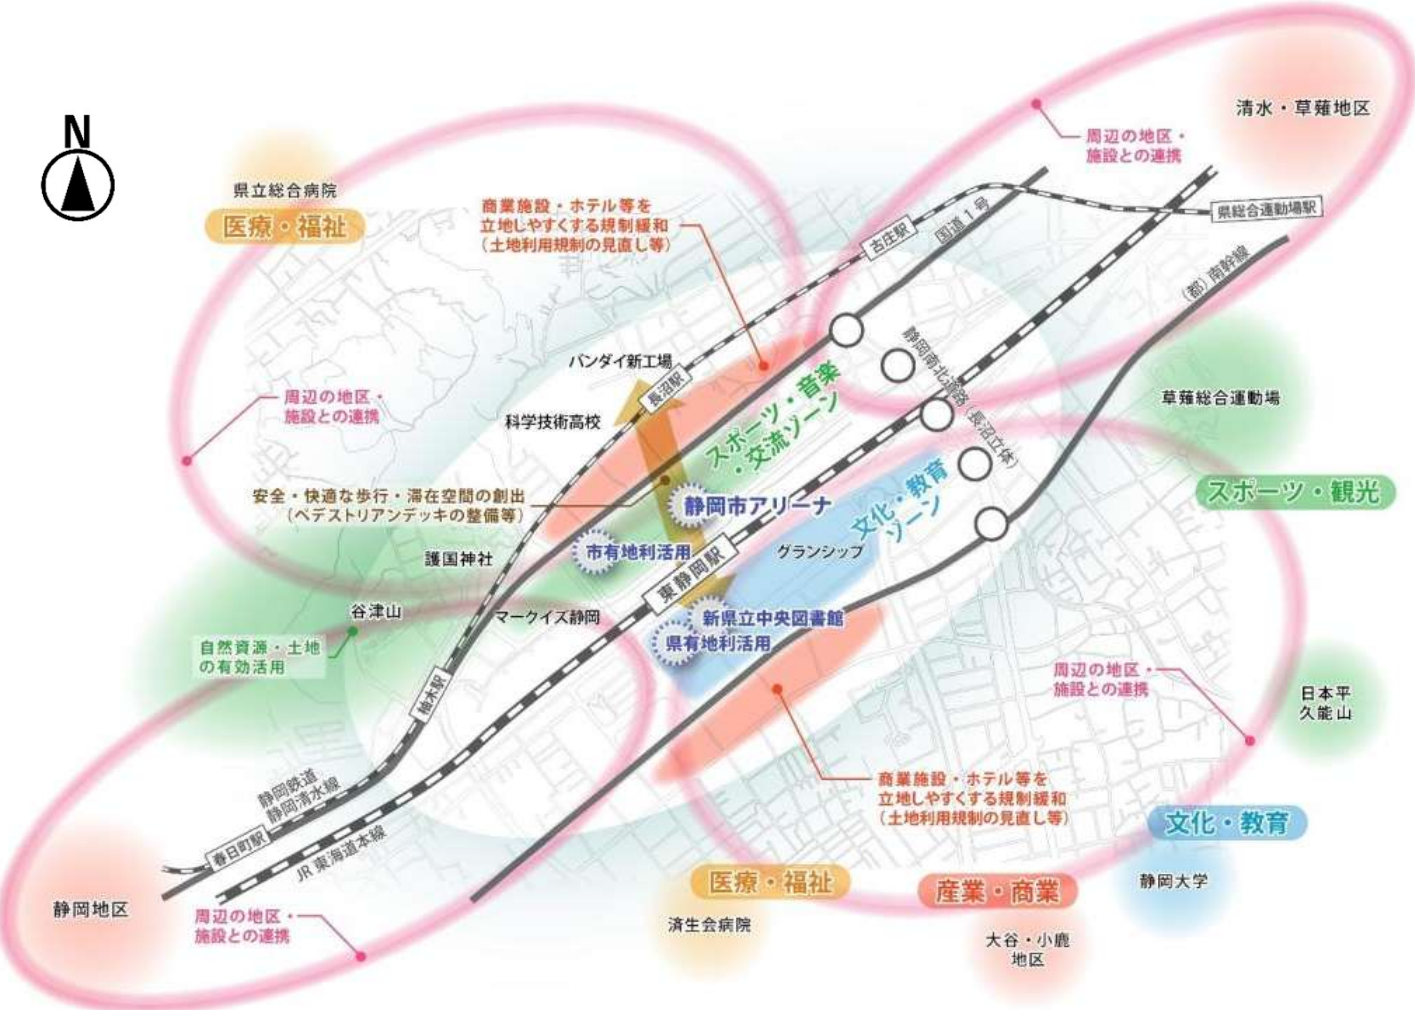 N
清水・草薙地区
周辺の地区・
施設との連携
県立総合病院
医療・福祉
商業施設・ホテル等を
立地しやすくする規制緩和
（土地利用規制の見直し等）
古庄駅
国道１号
県総合運動場駅
（都）南幹線
バンダイ新工場
長沼駅
静岡南北道路（長沼立体）
周辺の地区・
施設との連携
科学技術高校
スポーツ・音楽
・交流ゾーン
草薙総合運動場
安全・快適な歩行・滞在空間の創出
（ペデストリアンデッキの整備等）
静岡市アリーナ
文化・教育
ゾーン
スポーツ・観光
護国神社
市有地利活用
東静岡駅
グランシップ
谷津山
マークイズ静岡
新県立中央図書館
県有地利活用
自然資源・土地
の有効活用
周辺の地区・
施設との連携
日本平
久能山
柚木駅
商業施設・ホテル等を
立地しやすくする規制緩和
（土地利用規制の見直し等）
静岡鉄道
静岡清水線
春日町駅
JR東海道本線
文化・教育
静岡大学
医療・福祉
済生会病院
産業・商業
大谷・小鹿
地区
静岡地区
周辺の地区・
施設との連携